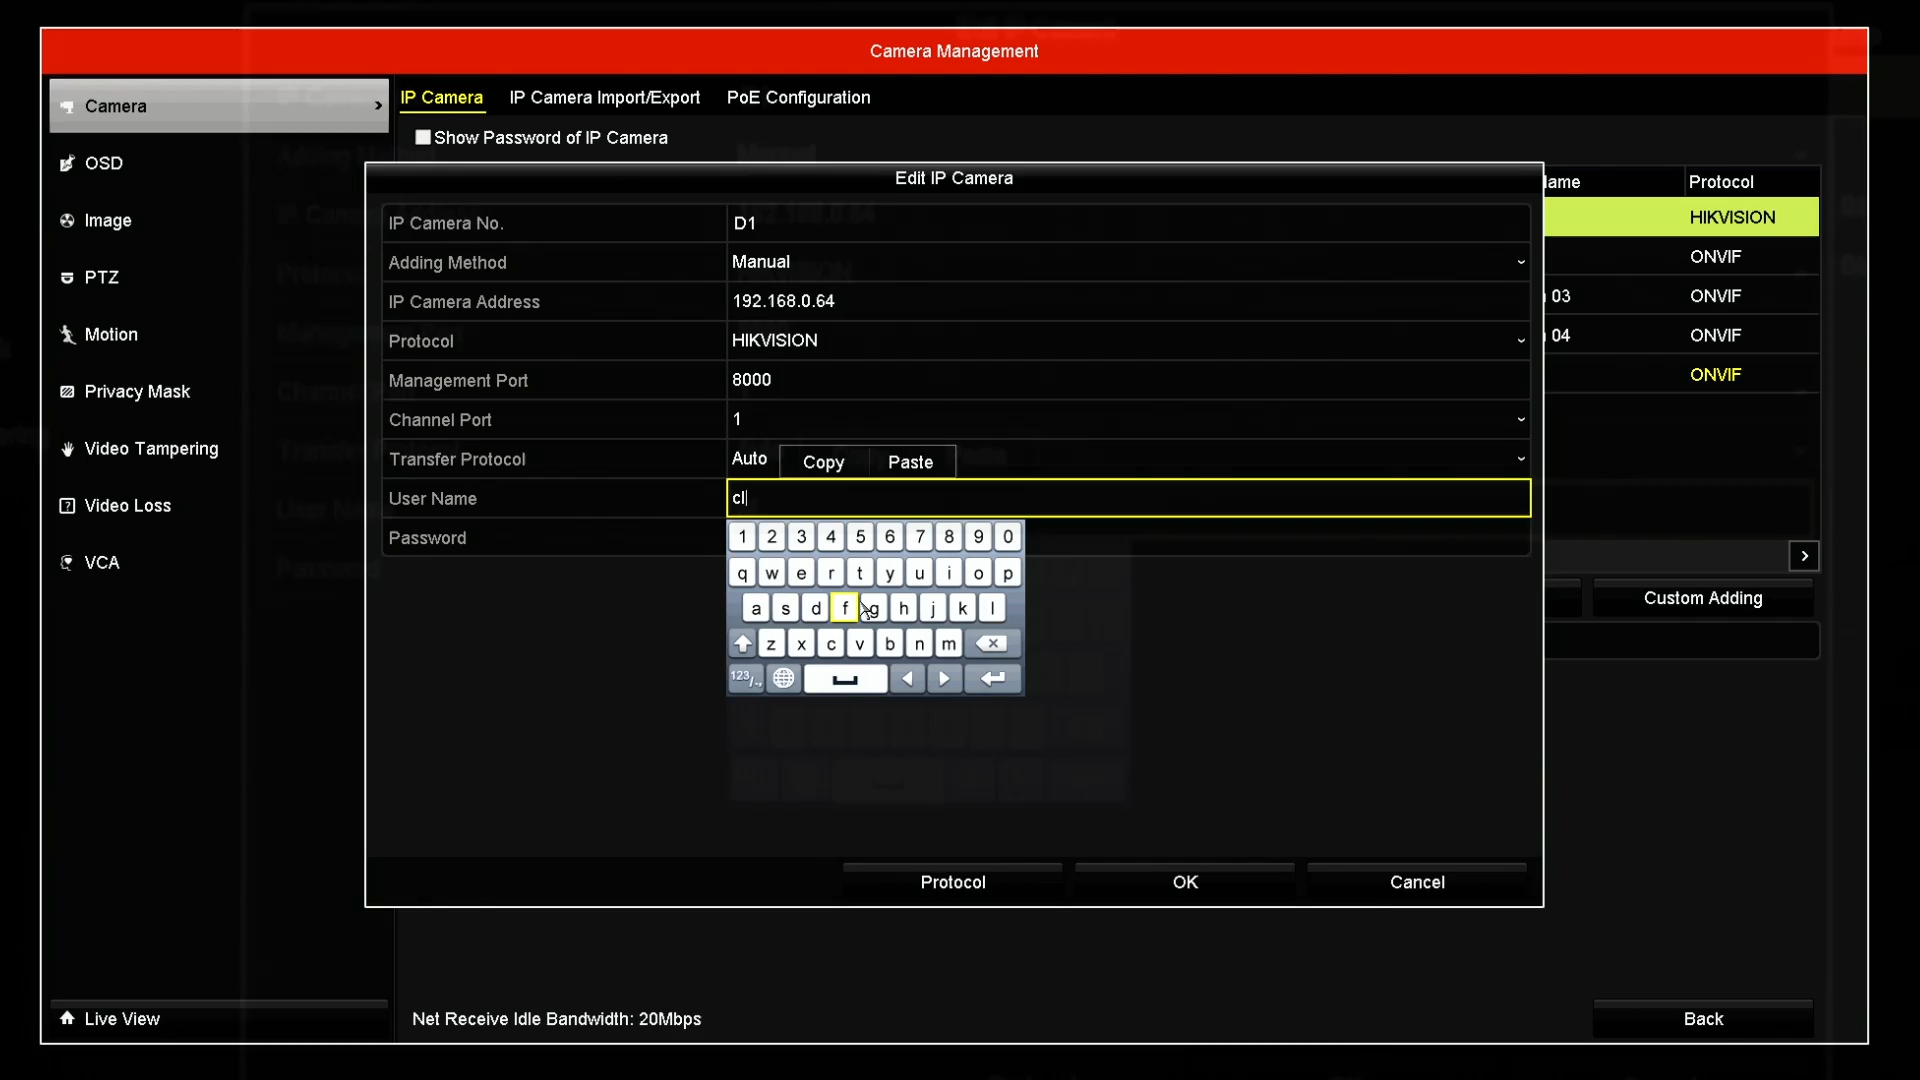 Camera Management
Camera
IP Camera
IP Camera Import/Export
PoE Configuration
Show Password of IP Camera
OSD
Image
PTZ
Motion
Privacy Mask
Video Tampering
Video Loss
VCA
Edit IP Camera
IP Camera No. D1
Adding Method Manual
IP Camera Address 192.168.0.64
Protocol HIKVISION
Management Port 8000
Channel Port 1
Transfer Protocol Auto
Copy Paste
User Name cl
Password
1 2 3 4 5 6 7 8 9 0
q w e r t y u i o p
a s d f g h j k l
z x c v b n m
123/.,
Protocol OK Cancel
Protocol
HIKVISION
ONVIF
03 ONVIF
04 ONVIF
ONVIF
Custom Adding
Live View
Net Receive Idle Bandwidth: 20Mbps
Back